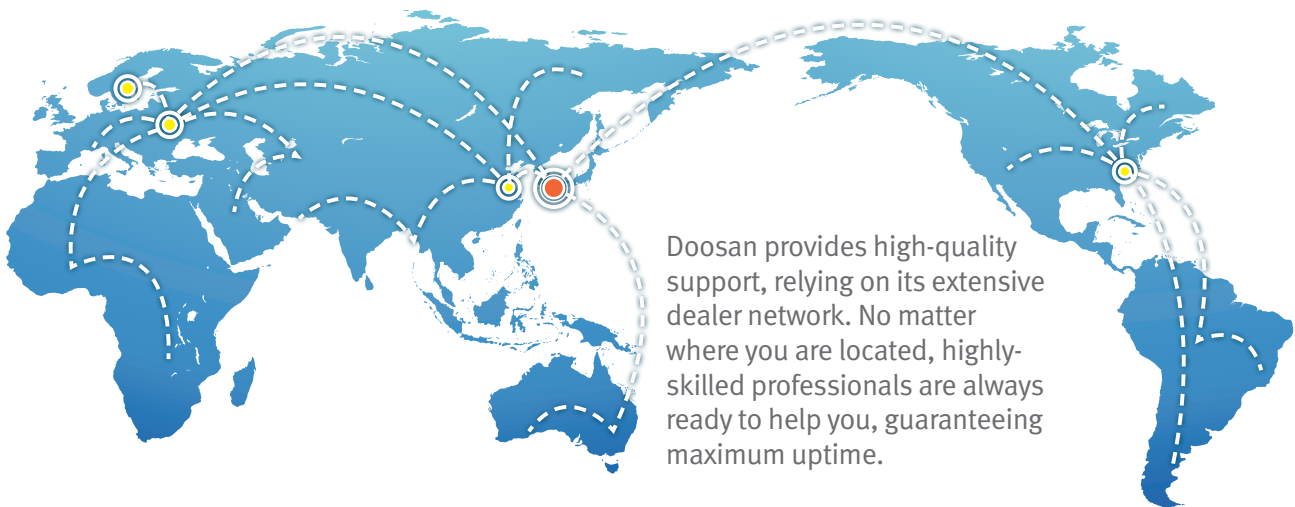 Doosan provides high-quality
support, relying on its extensive
dealer network. No matter
where you are located, highly-
skilled professionals are always
ready to help you, guaranteeing
maximum uptime.